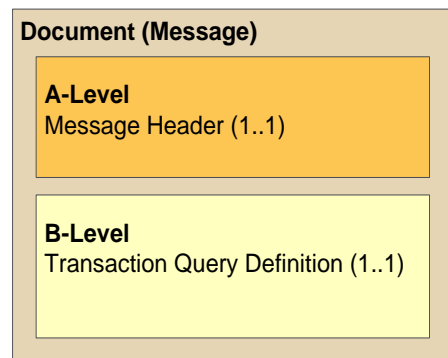 Document (Message)
A-Level
Message Header (1..1)
B-Level
Transaction Query Definition (1..1)